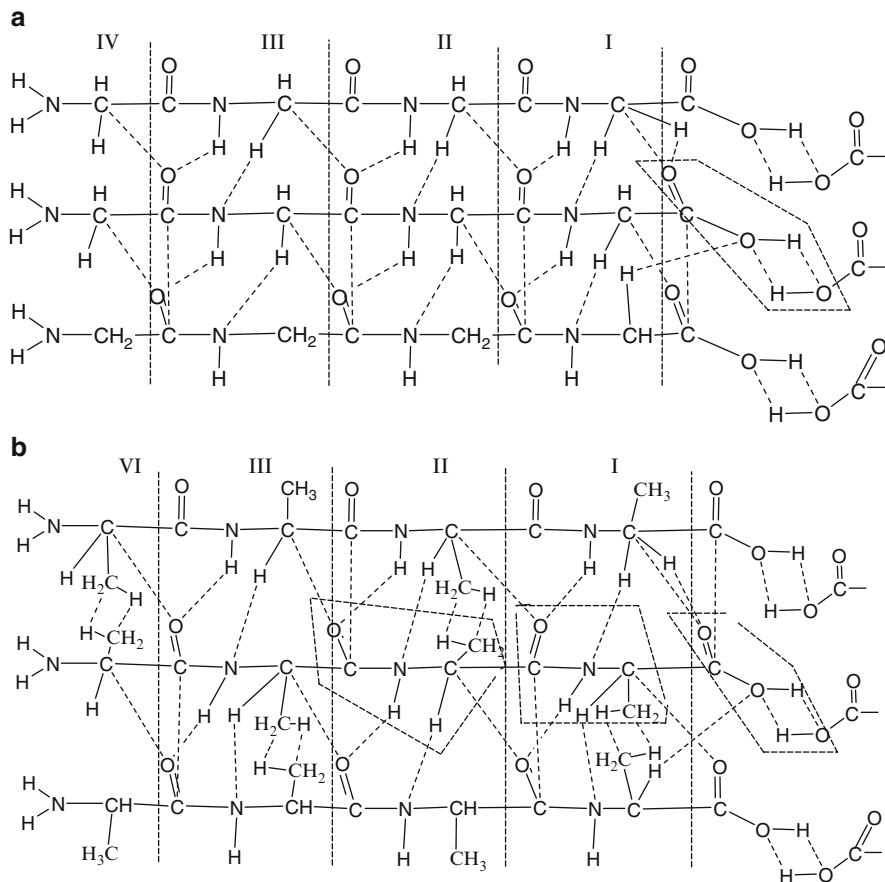 a
IV III II I
O O O O
H H H H H
N C C N C C N C C N C C
H H O H O
H H H H H H H C
O O O O H O
H H H H H
N C C N C C N C C N C C
H O H O
H H H H H H H H C
O O O O H O
H
N CH2 C N CH2 C N CH2 C N CH C
H O H O
H H H C
H O
b
VI III II I
O CH3 O O CH3 O
H
N C C N C C N C C N C C
H O H O
H H H H H H H H C
H2C H H2C H H O
H CH2 O O H CH2 O O
H
N C C N C C N C C N C C
H O H O
H H H H H H H H CH2 H O C
H2C H H2C H
H CH2 O O O H O
H
N CH C N CH C N CH C N C C
H O H O
H3C H CH3 H C
H O